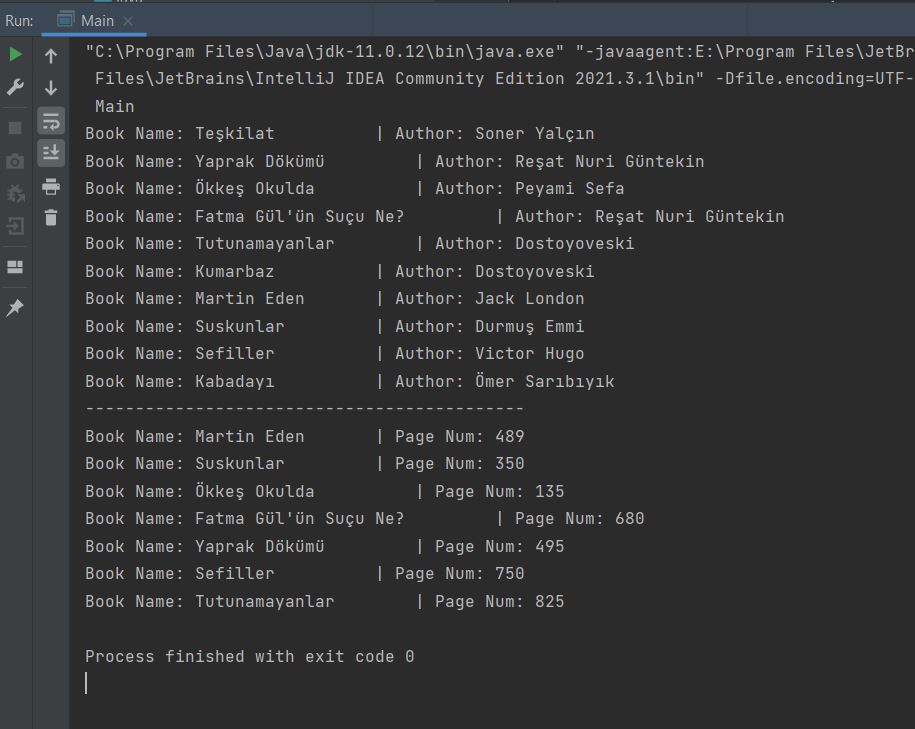 Run: Main
"C:\Program Files\Java\jdk-11.0.12\bin\java.exe" "-javaagent:E:\Program Files\JetBr
Files\JetBrains\IntelliJ IDEA Community Edition 2021.3.1\bin" -Dfile.encoding=UTF-
Main
Book Name: Teşkilat | Author: Soner Yalçın
Book Name: Yaprak Dökümü | Author: Reşat Nuri Güntekin
Book Name: Ökkeş Okulda | Author: Peyami Sefa
Book Name: Fatma Gül'ün Suçu Ne? | Author: Reşat Nuri Güntekin
Book Name: Tutunamayanlar | Author: Dostoyoveski
Book Name: Kumarbaz | Author: Dostoyoveski
Book Name: Martin Eden | Author: Jack London
Book Name: Suskunlar | Author: Durmuş Emmi
Book Name: Sefiller | Author: Victor Hugo
Book Name: Kabadayı | Author: Ömer Sarıbıyık
--------------------------------------------
Book Name: Martin Eden | Page Num: 489
Book Name: Suskunlar | Page Num: 350
Book Name: Ökkeş Okulda | Page Num: 135
Book Name: Fatma Gül'ün Suçu Ne? | Page Num: 680
Book Name: Yaprak Dökümü | Page Num: 495
Book Name: Sefiller | Page Num: 750
Book Name: Tutunamayanlar | Page Num: 825
Process finished with exit code 0